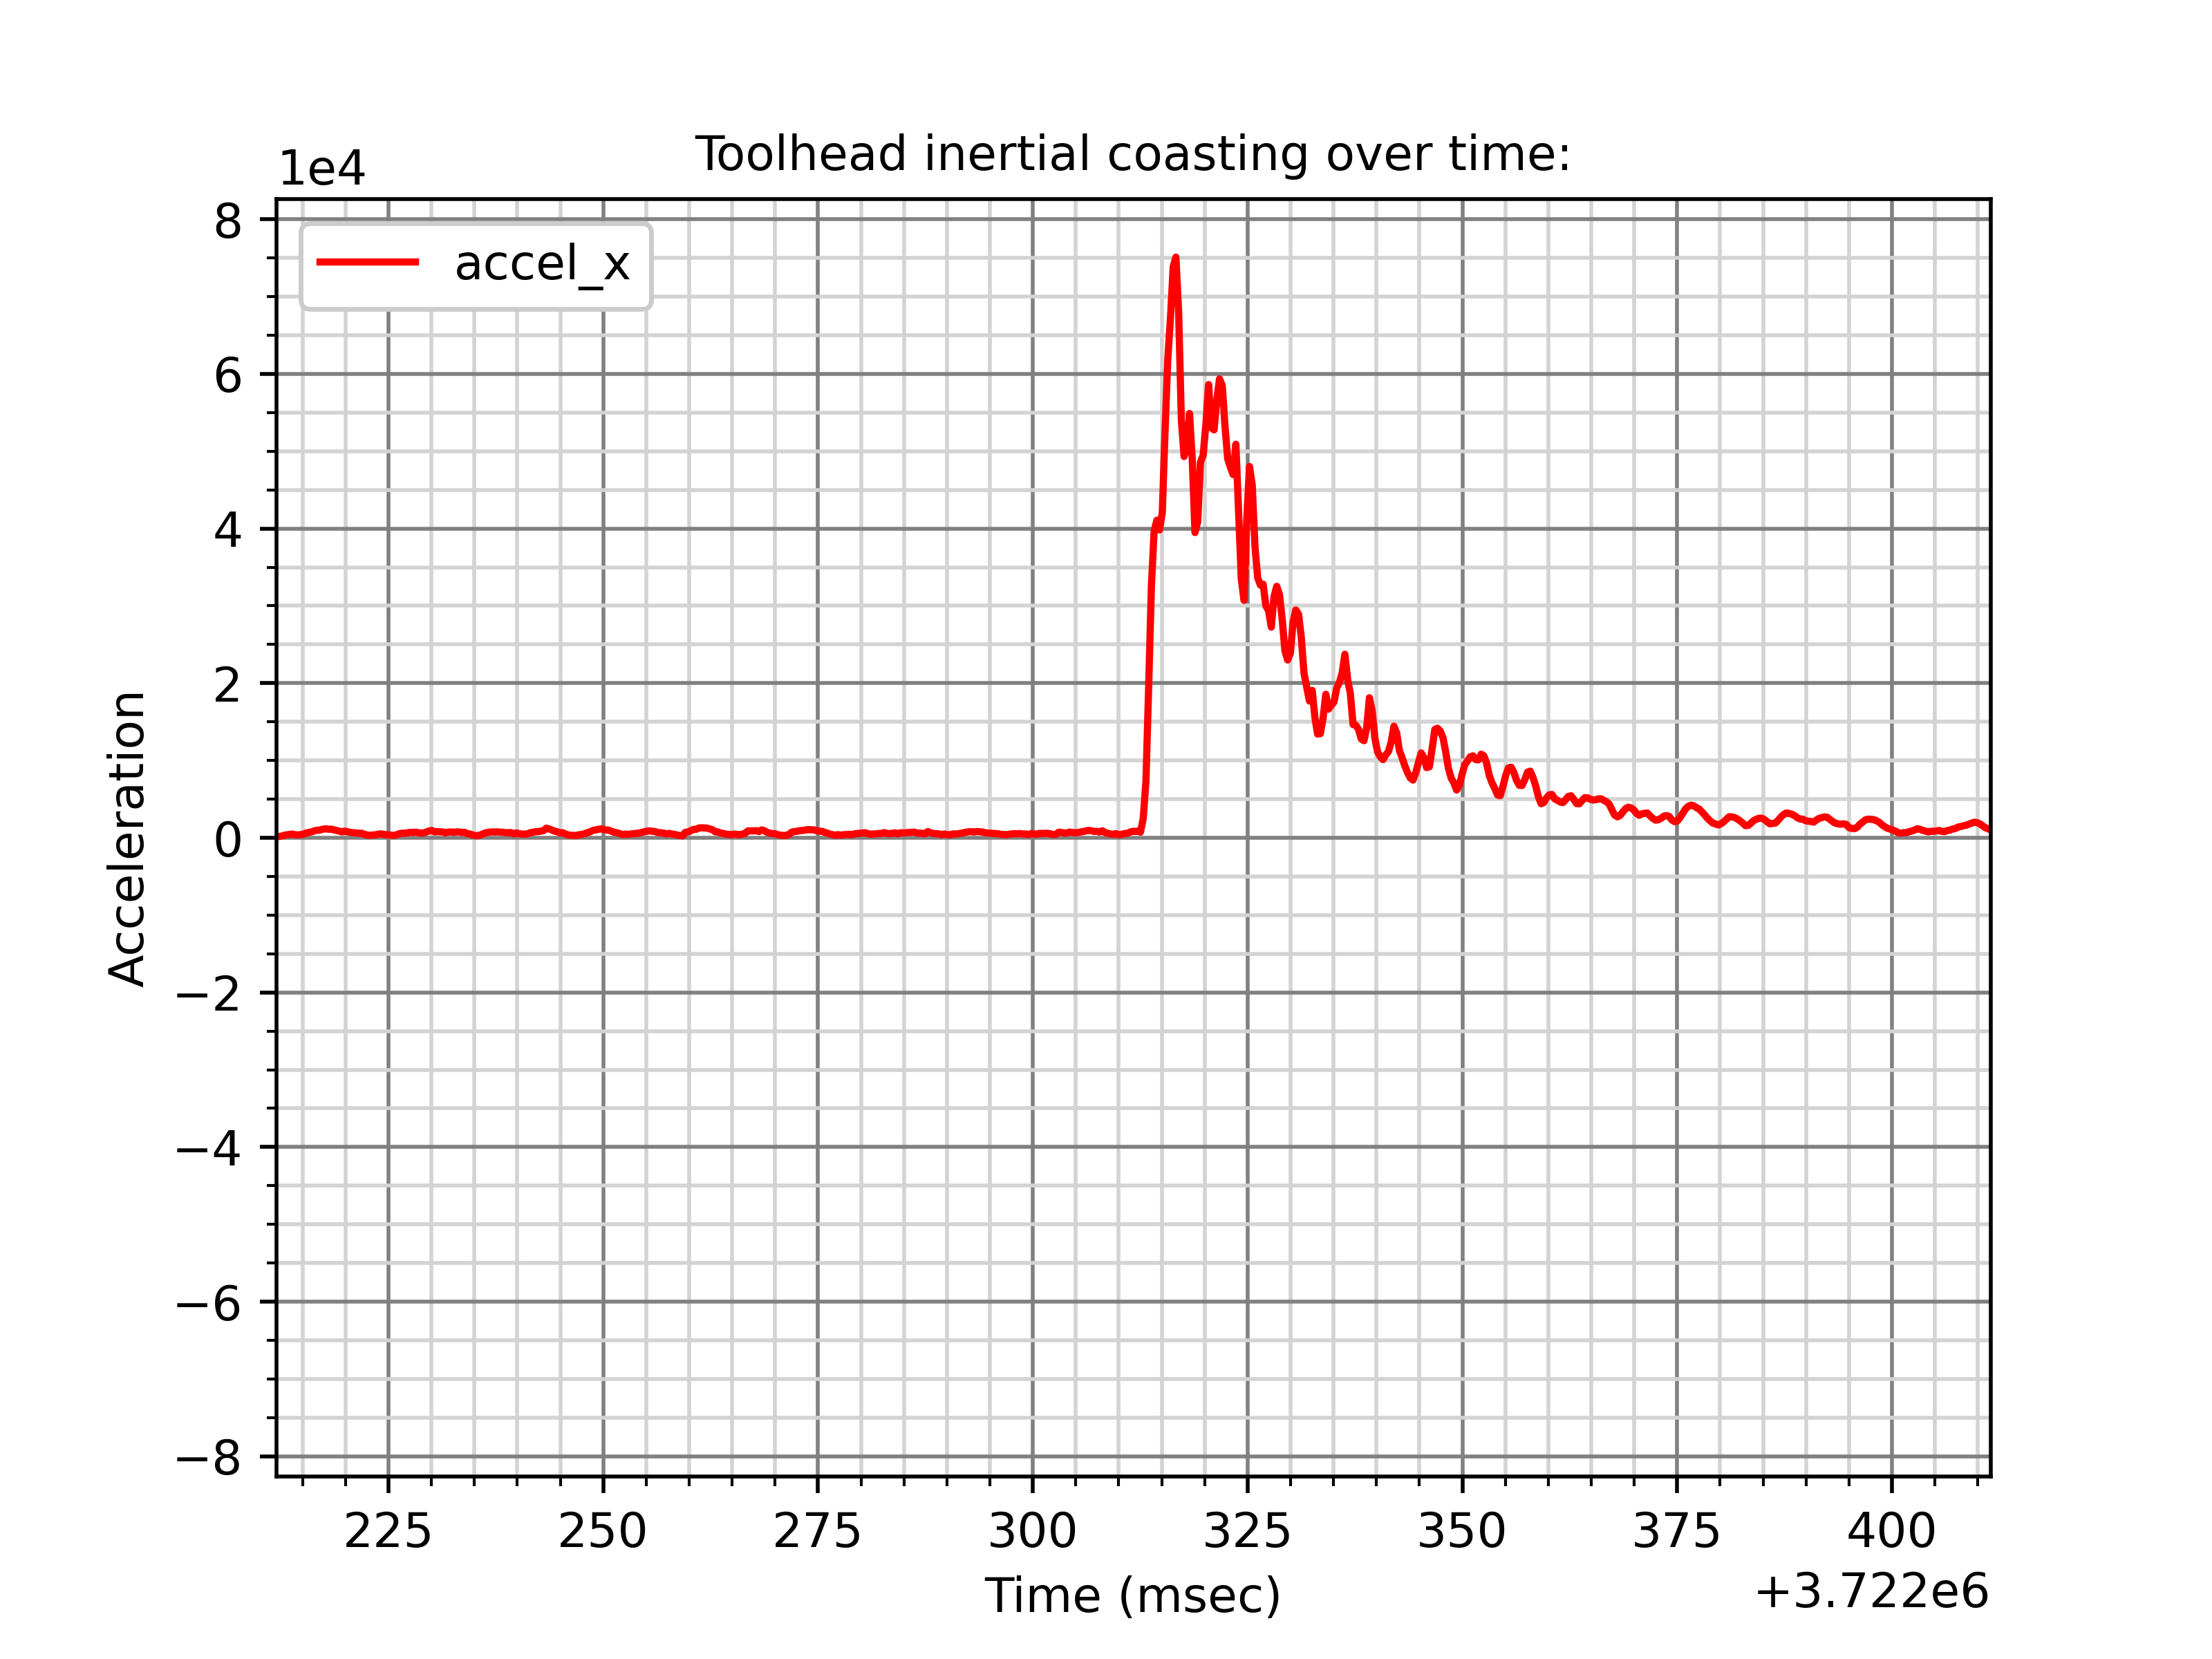 Toolhead inertial coasting over time:
1e4
accel_x
8
6
4
2
0
−2
−4
−6
−8
Acceleration
225 250 275 300 325 350 375 400
Time (msec)
+3.722e6